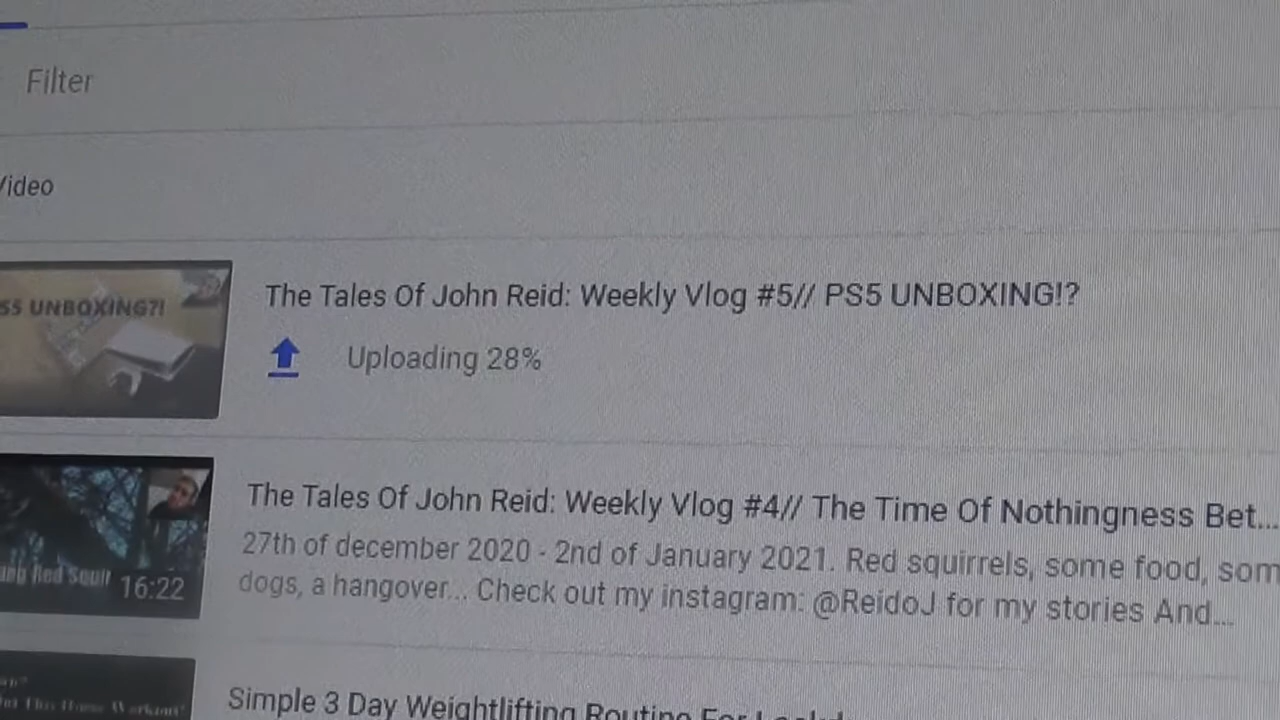 Filter
Video
UNBOXING?!
The Tales Of John Reid: Weekly Vlog #5// PS5 UNBOXING!?
Uploading 28%
The Tales Of John Reid: Weekly Vlog #4// The Time Of Nothingness Bet...
27th of december 2020 - 2nd of January 2021. Red squirrels, some food, som
dogs, a hangover... Check out my instagram: @ReidoJ for my stories And...
Red
16:22
Simple 3 Day Weightlifting Routine For